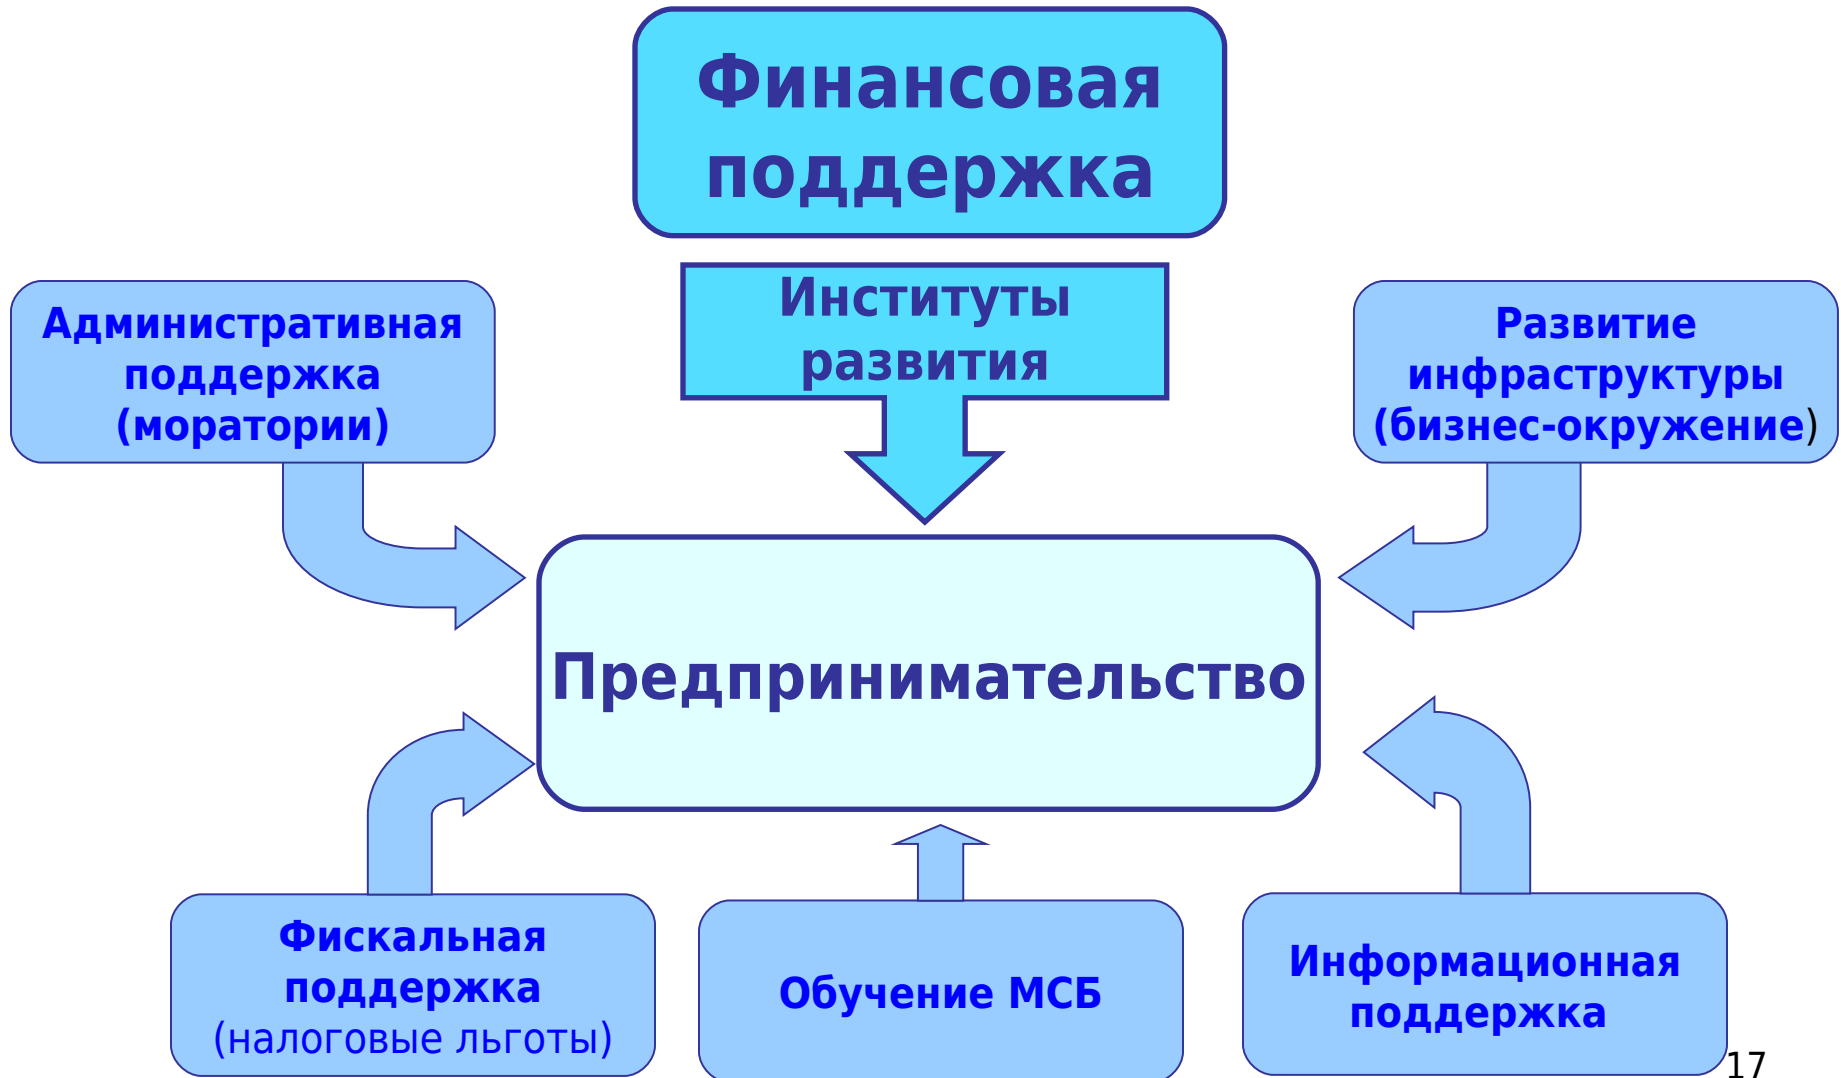 Финансовая
поддержка
Институты
развития
Административная
поддержка
(моратории)
Развитие
инфраструктуры
(бизнес-окружение)
Предпринимательство
Фискальная
поддержка
(налоговые льготы)
Обучение МСБ
Информационная
поддержка
17